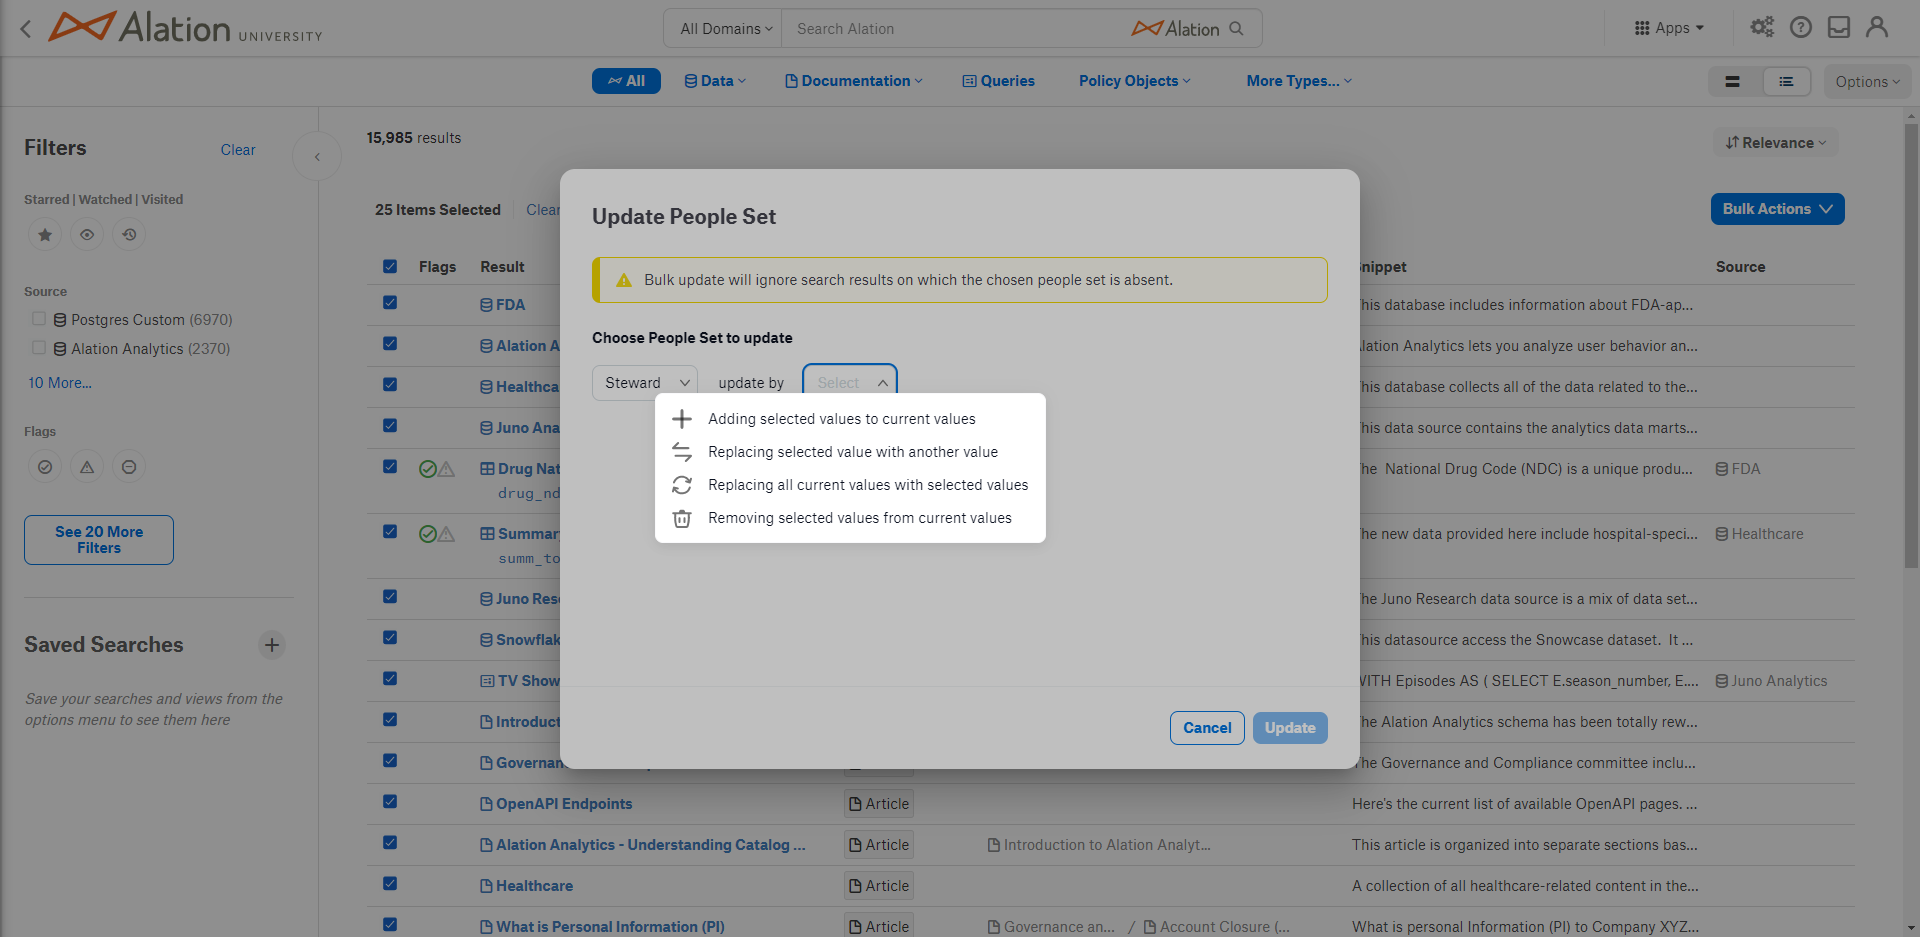 Alation UNIVERSITY
All Domains
Search Alation
Alation
Apps
All
Data
Documentation
Queries
Policy Objects
More Types...
Options
Filters
Clear
Starred | Watched | Visited
Source
Postgres Custom (6970)
Alation Analytics (2370)
10 More...
Flags
See 20 More
Filters
Saved Searches
Save your searches and views from the
options menu to see them here
15,985 results
Relevance
25 Items Selected
Clear
Bulk Actions
Flags
Result
Snippet
Source
FDA
This database includes information about FDA-ap...
Alation A
Alation Analytics lets you analyze user behavior an...
Healthca
This database collects all of the data related to the...
Juno Ana
This data source contains the analytics data marts...
Drug Nat
drug_nd
The National Drug Code (NDC) is a unique produ...
FDA
Summar
summ_to
The new data provided here include hospital-speci...
Healthcare
Juno Res
The Juno Research data source is a mix of data set...
Snowflak
This datasource access the Snowcase dataset. It ...
TV Show
WITH Episodes AS ( SELECT E.season_number, E....
Juno Analytics
Introduct
The Alation Analytics schema has been totally rew...
Governan
The Governance and Compliance committee inclu...
OpenAPI Endpoints
Article
Here's the current list of available OpenAPI pages. ...
Alation Analytics - Understanding Catalog ...
Article
Introduction to Alation Analyt...
This article is organized into separate sections bas...
Healthcare
Article
A collection of all healthcare-related content in the...
What is Personal Information (PI)
Article
Governance an... / Account Closure (...
What is personal Information (PI) to Company XYZ...
Update People Set
Bulk update will ignore search results on which the chosen people set is absent.
Choose People Set to update
Steward
update by
Select
Adding selected values to current values
Replacing selected value with another value
Replacing all current values with selected values
Removing selected values from current values
Cancel
Update